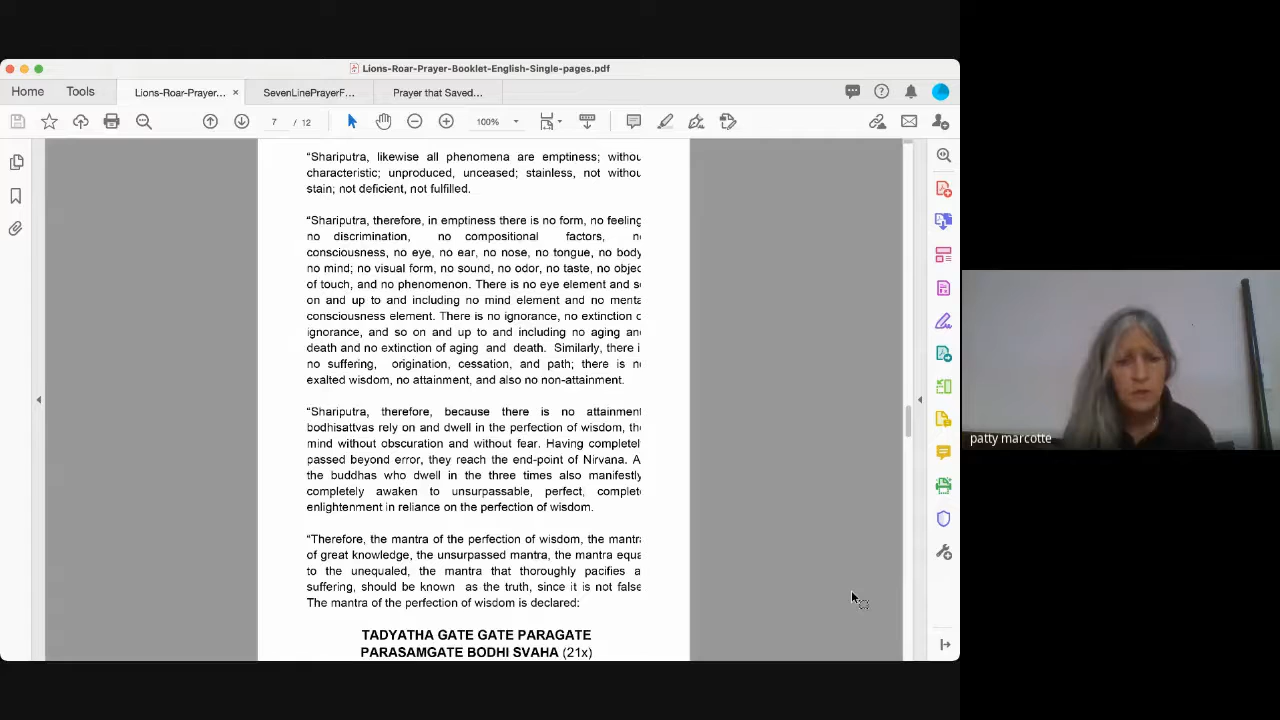 Lions-Roar-Prayer-Booklet-English-Single-pages.pdf
Home Tools Lions-Roar-Prayer... × SevenLinePrayerF... Prayer that Saved...
7 / 12 100%
“Shariputra, likewise all phenomena are emptiness; withou
characteristic; unproduced, unceased; stainless, not withou
stain; not deficient, not fulfilled.
“Shariputra, therefore, in emptiness there is no form, no feeling
no discrimination, no compositional factors, n
consciousness, no eye, no ear, no nose, no tongue, no body
no mind; no visual form, no sound, no odor, no taste, no objec
of touch, and no phenomenon. There is no eye element and s
on and up to and including no mind element and no menta
consciousness element. There is no ignorance, no extinction o
ignorance, and so on and up to and including no aging an
death and no extinction of aging and death. Similarly, there i
no suffering, origination, cessation, and path; there is n
exalted wisdom, no attainment, and also no non-attainment.
“Shariputra, therefore, because there is no attainment
bodhisattvas rely on and dwell in the perfection of wisdom, th
mind without obscuration and without fear. Having completel
passed beyond error, they reach the end-point of Nirvana. A
the buddhas who dwell in the three times also manifestly
completely awaken to unsurpassable, perfect, complet
enlightenment in reliance on the perfection of wisdom.
“Therefore, the mantra of the perfection of wisdom, the mantr
of great knowledge, the unsurpassed mantra, the mantra equa
to the unequaled, the mantra that thoroughly pacifies a
suffering, should be known as the truth, since it is not false
The mantra of the perfection of wisdom is declared:
TADYATHA GATE GATE PARAGATE
PARASAMGATE BODHI SVAHA (21x)
patty marcotte